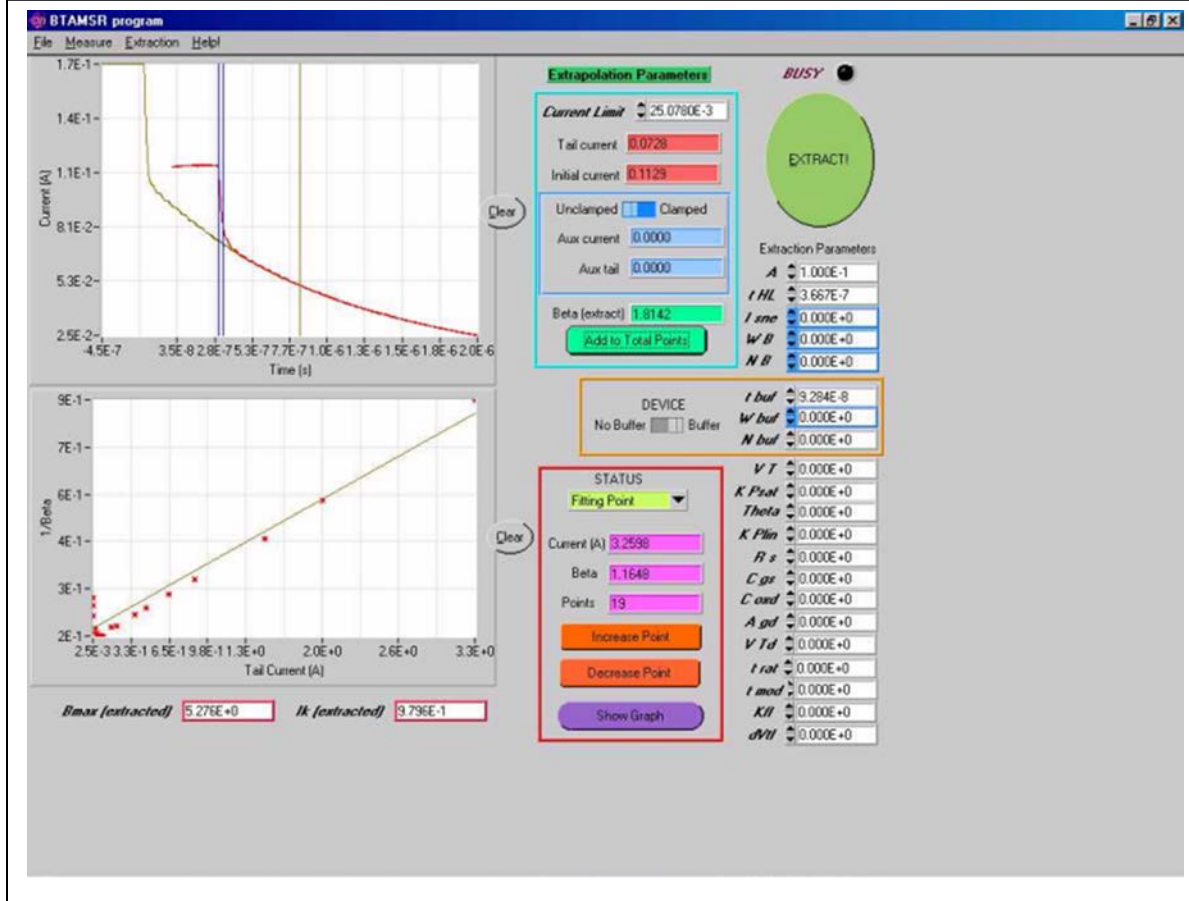 BTAMSR program
File Measure Extraction Help!
1.7E-1
1.4E-1
1.1E-1
8.1E-2
5.3E-2
2.5E-2
Current (A)
-4.5E-7 3.5E-8 2.8E-7 5.3E-7 7.7E-7 1.0E-6 1.3E-6 1.5E-6 1.8E-6 2.0E-6
Time (s)
Clear
9E-1
7E-1
6E-1
4E-1
3E-1
2E-1
1/Beta
2.5E-3 3.3E-1 6.5E-1 9.8E-1 1.3E+0 2.0E+0 2.6E+0 3.3E+0
Tail Current (A)
Clear
Bmax (extracted) 5.276E+0 Ik (extracted) 9.796E-1
Extrapolation Parameters
Current Limit 25.0780E-3
Tail current 0.0728
Initial current 0.1129
Unclamped Clamped
Aux current 0.0000
Aux tail 0.0000
Beta (extract) 1.8142
Add to Total Points
DEVICE
No Buffer Buffer
STATUS
Fitting Point
Current (A) 3.2598
Beta 1.1648
Points 19
Increase Point
Decrease Point
Show Graph
BUSY
EXTRACT!
Extraction Parameters
A 1.000E-1
t HL 3.667E-7
I sne 0.000E+0
W B 0.000E+0
N B 0.000E+0
t buf 9.284E-8
W buf 0.000E+0
N buf 0.000E+0
V T 0.000E+0
K Psat 0.000E+0
Theta 0.000E+0
K Plin 0.000E+0
R s 0.000E+0
C gs 0.000E+0
C oxd 0.000E+0
A gd 0.000E+0
V Td 0.000E+0
t rat 0.000E+0
t mod 0.000E+0
Kfl 0.000E+0
dVtl 0.000E+0